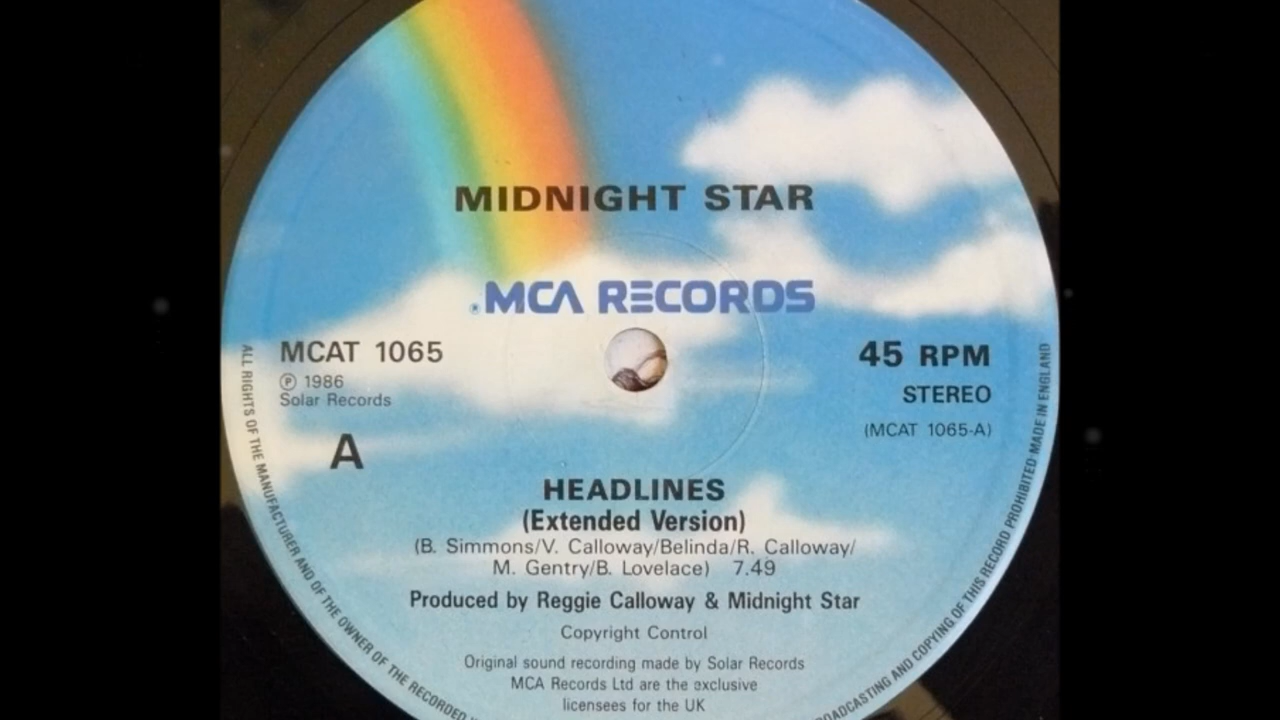 MIDNIGHT STAR
MCA RECORDS
MCAT 1065
℗ 1986
Solar Records
A
45 RPM
STEREO
(MCAT 1065-A)
HEADLINES
(Extended Version)
(B. Simmons/V. Calloway/Belinda/R. Calloway/
M. Gentry/B. Lovelace) 7.49
Produced by Reggie Calloway & Midnight Star
Copyright Control
Original sound recording made by Solar Records
MCA Records Ltd are the exclusive
licensees for the UK
ALL RIGHTS OF THE MANUFACTURER AND OF THE OWNER OF THE RECORDED
BROADCASTING AND COPYING OF THIS RECORD PROHIBITED MADE IN ENGLAND